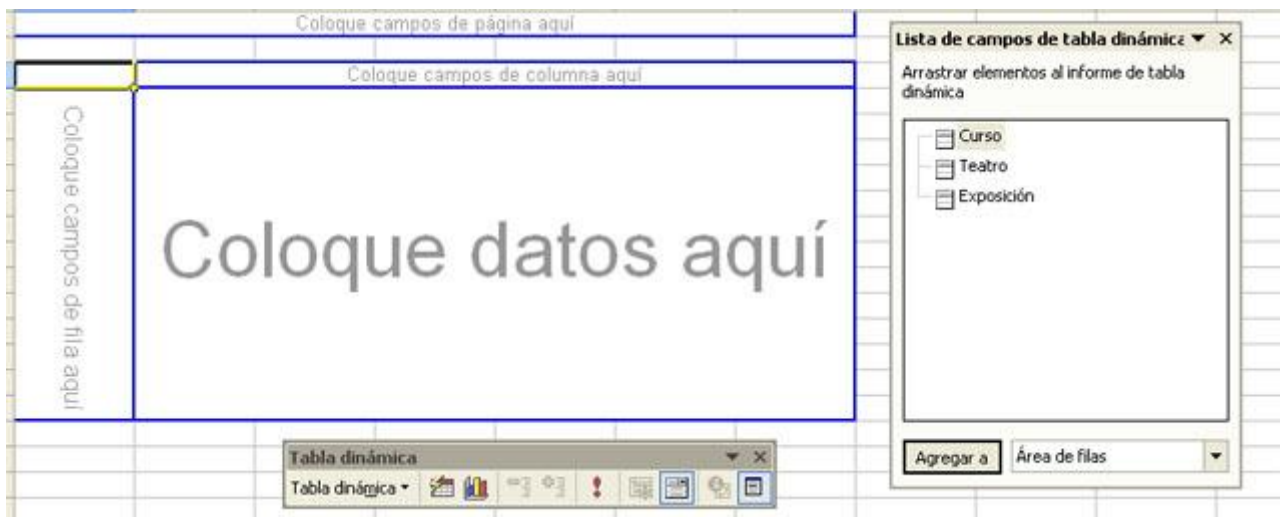 Coloque campos de página aquí
Coloque campos de columna aquí
Coloque campos de fila aquí
Coloque datos aquí
Lista de campos de tabla dinámica
Arrastrar elementos al informe de tabla
dinámica
Curso
Teatro
Exposición
Agregar a
Área de filas
Tabla dinámica
Tabla dinámica